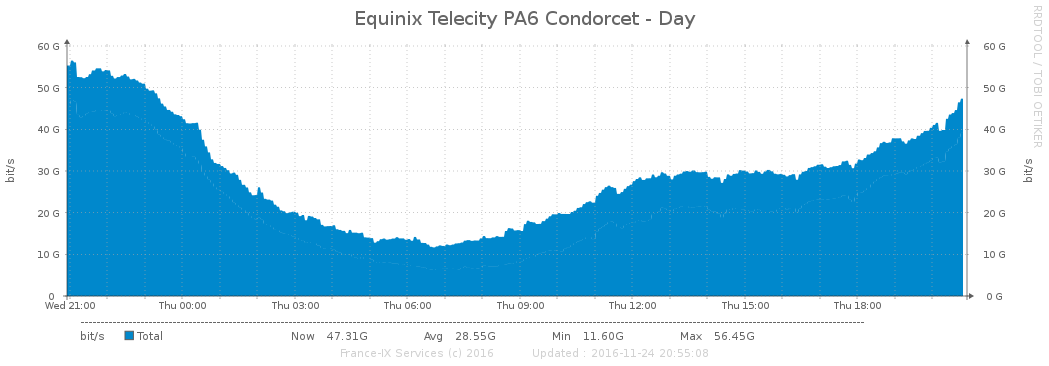 Equinix Telecity PA6 Condorcet - Day
RRDTOOL / TOBI OETIKER
60 G 60 G
50 G 50 G
40 G 40 G
30 G 30 G
20 G 20 G
10 G 10 G
0 0 G
bit/s
bit/s
Wed 21:00 Thu 00:00 Thu 03:00 Thu 06:00 Thu 09:00 Thu 12:00 Thu 15:00 Thu 18:00
bit/s Total Now 47.31G Avg 28.55G Min 11.60G Max 56.45G
France-IX Services (c) 2016 Updated : 2016-11-24 20:55:08